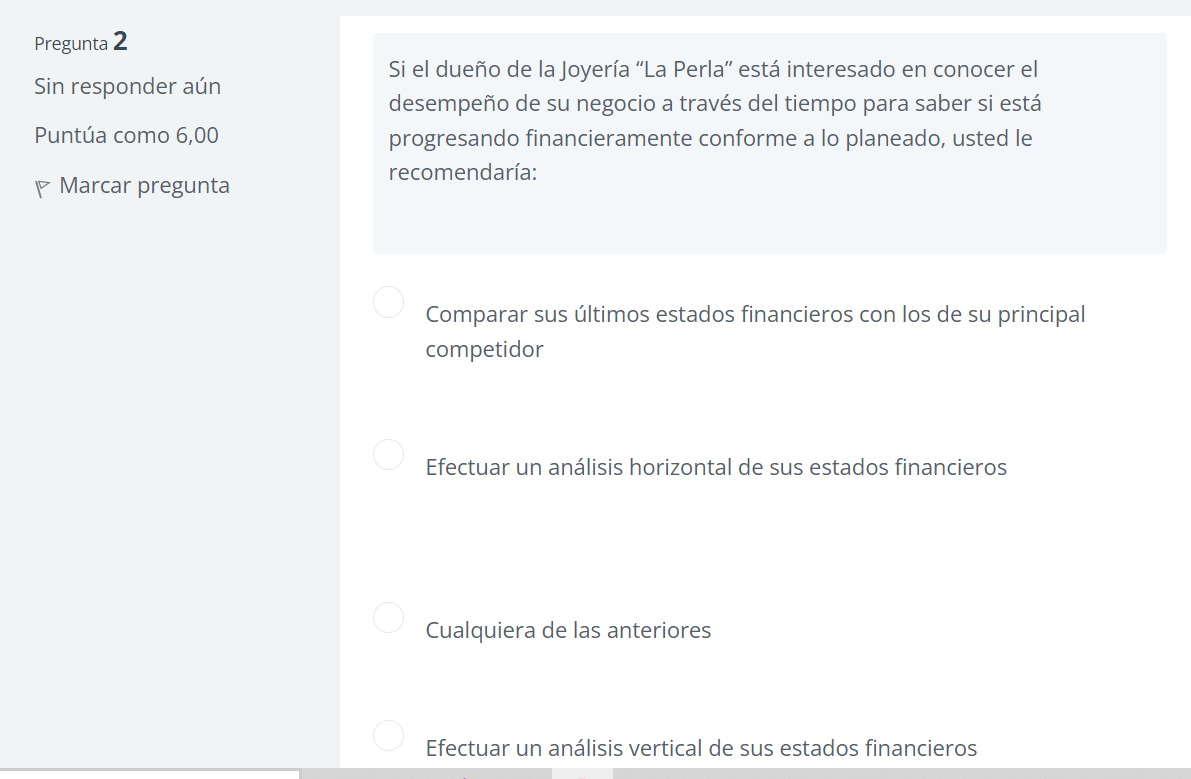 Pregunta 2
Sin responder aún
Puntúa como 6,00
Marcar pregunta
Si el dueño de la Joyería “La Perla” está interesado en conocer el
desempeño de su negocio a través del tiempo para saber si está
progresando financieramente conforme a lo planeado, usted le
recomendaría:
Comparar sus últimos estados financieros con los de su principal
competidor
Efectuar un análisis horizontal de sus estados financieros
Cualquiera de las anteriores
Efectuar un análisis vertical de sus estados financieros